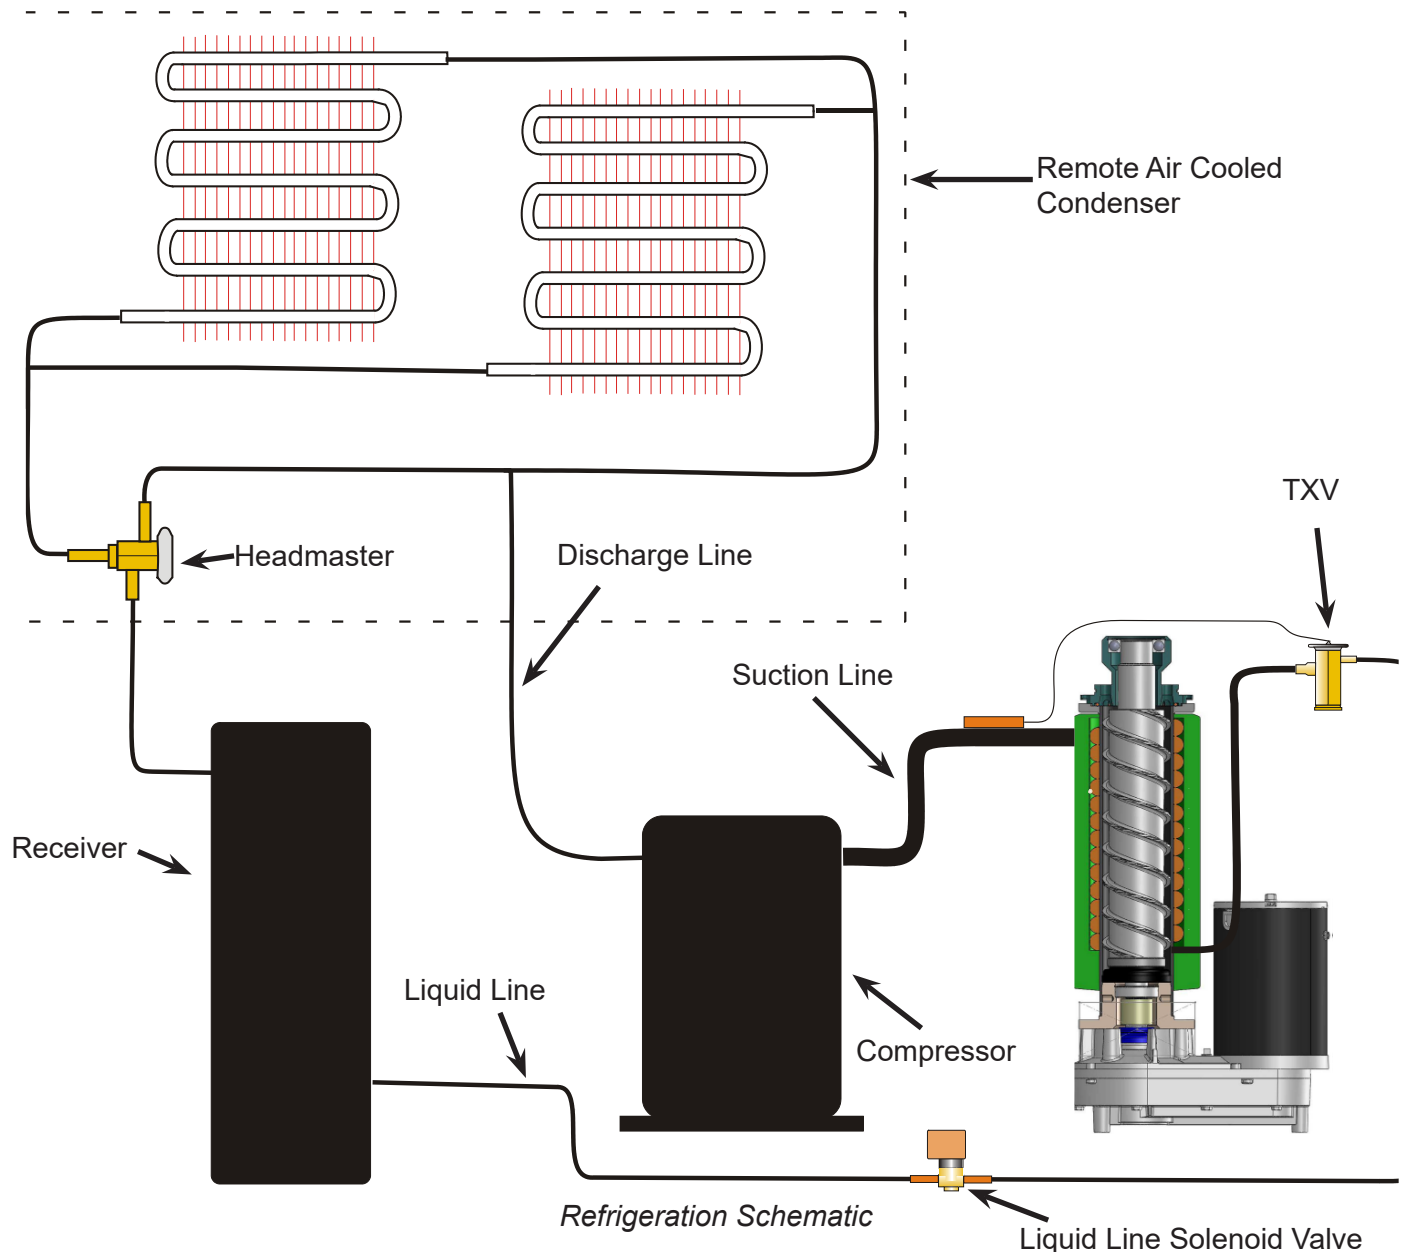 Remote Air Cooled
Condenser
TXV
Headmaster
Discharge Line
Suction Line
Receiver
Liquid Line
Compressor
Refrigeration Schematic
Liquid Line Solenoid Valve